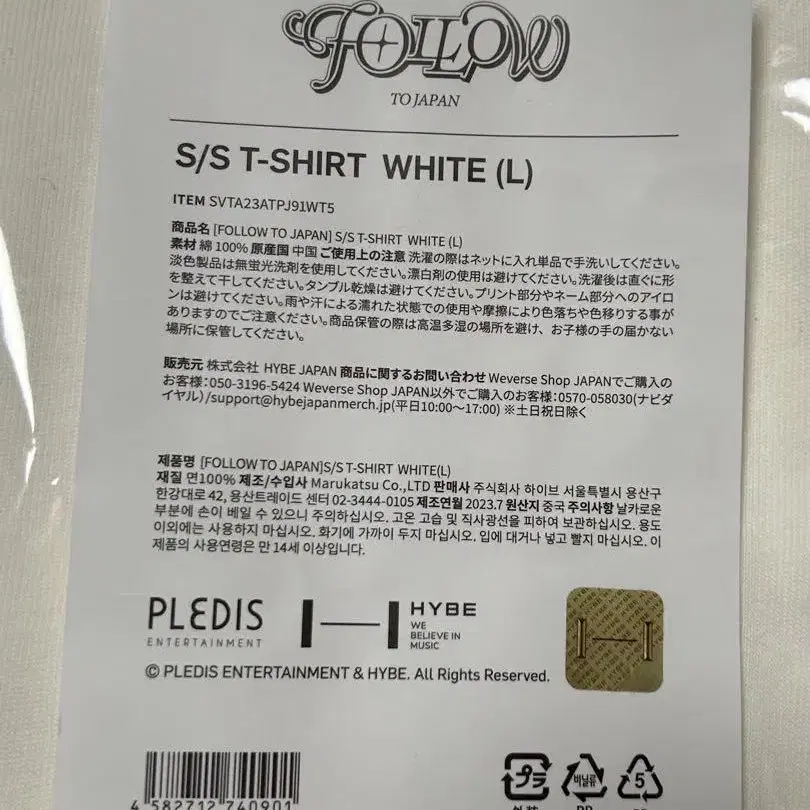 FOLLOW
TO JAPAN
S/S T-SHIRT WHITE (L)
ITEM SVTA23ATPJ91WT5
商品名 [FOLLOW TO JAPAN] S/S T-SHIRT WHITE (L)
素材 綿 100% 原産国 中国 ご使用上の注意 洗濯の際はネットに入れ単品で手洗いしてください。
淡色製品は無蛍光洗剤を使用してください。漂白剤の使用は避けてください。洗濯後は直ぐに形
を整えて干してください。タンブル乾燥は避けてください。プリント部分やネーム部分へのアイロ
ンは避けてください。雨や汗による濡れた状態での使用や摩擦により色落ちや色移りする事が
ありますのでご注意ください。商品保管の際は高温多湿の場所を避け、お子様の手の届かない
場所に保管してください。
販売元 株式会社 HYBE JAPAN 商品に関するお問い合わせ Weverse Shop JAPANでご購入の
お客様：050-3196-5424 Weverse Shop JAPAN以外でご購入のお客様：0570-058030(ナビダ
イヤル)/support@hybejapanmerch.jp(平日10:00～17:00) ※土日祝日除く
제품명 [FOLLOW TO JAPAN]S/S T-SHIRT WHITE(L)
재질 면100% 제조/수입사 Marukatsu Co.,LTD 판매사 주식회사 하이브 서울특별시 용산구
한강대로 42, 용산트레이드 센터 02-3444-0105 제조연월 2023.7 원산지 중국 주의사항 날카로운
부분에 손이 베일 수 있으니 주의하십시오. 고온 고습 및 직사광선을 피하여 보관하십시오. 용도
이외에는 사용하지 마십시오. 화기에 가까이 두지 마십시오. 입에 대거나 넣고 빨지 마십시오. 이
제품의 사용연령은 만 14세 이상입니다.
PLEDIS
ENTERTAINMENT
HYBE
WE
BELIEVE IN
MUSIC
© PLEDIS ENTERTAINMENT & HYBE. All Rights Reserved.
4 582712 740901
プラ
비닐류
5